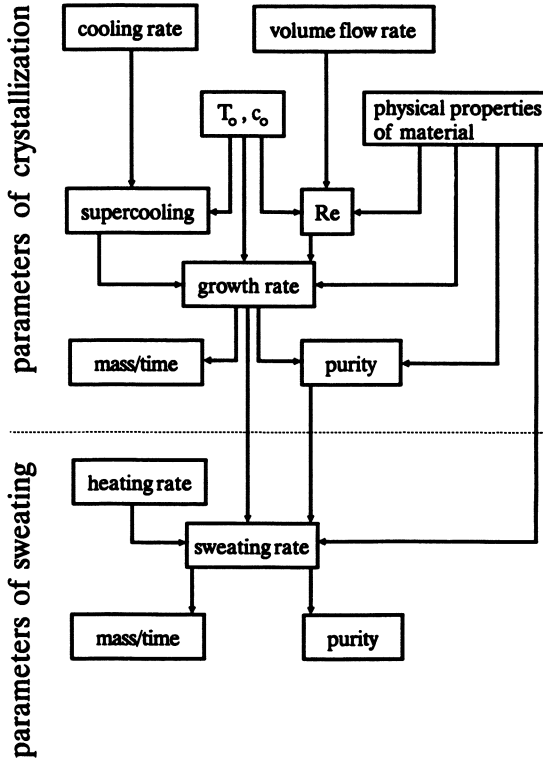 parameters of crystallization
cooling rate
volume flow rate
T₀, c₀
physical properties
of material
supercooling
Re
growth rate
mass/time
purity
parameters of sweating
heating rate
sweating rate
mass/time
purity